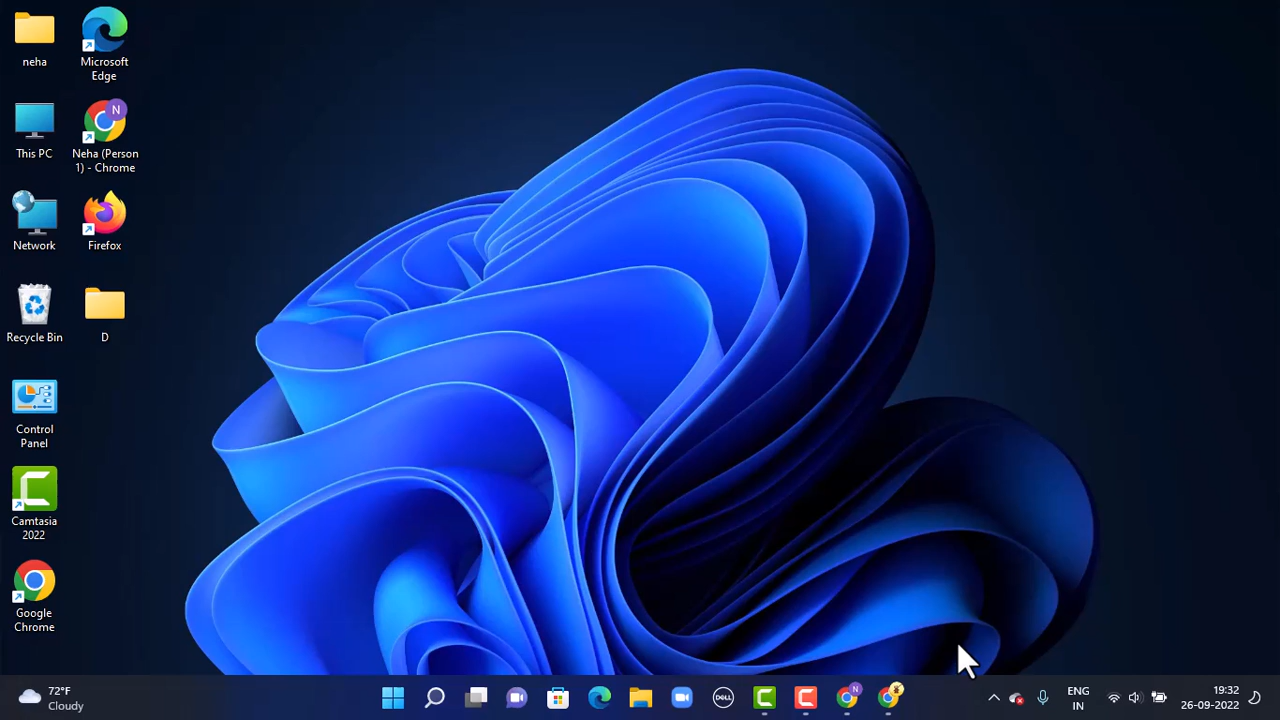 neha
Microsoft
Edge
This PC
N
Neha (Person
1) - Chrome
Network
Firefox
Recycle Bin
D
Control
Panel
Camtasia
2022
Google
Chrome
72°F
Cloudy
DELL
N
ENG
IN
19:32
26-09-2022